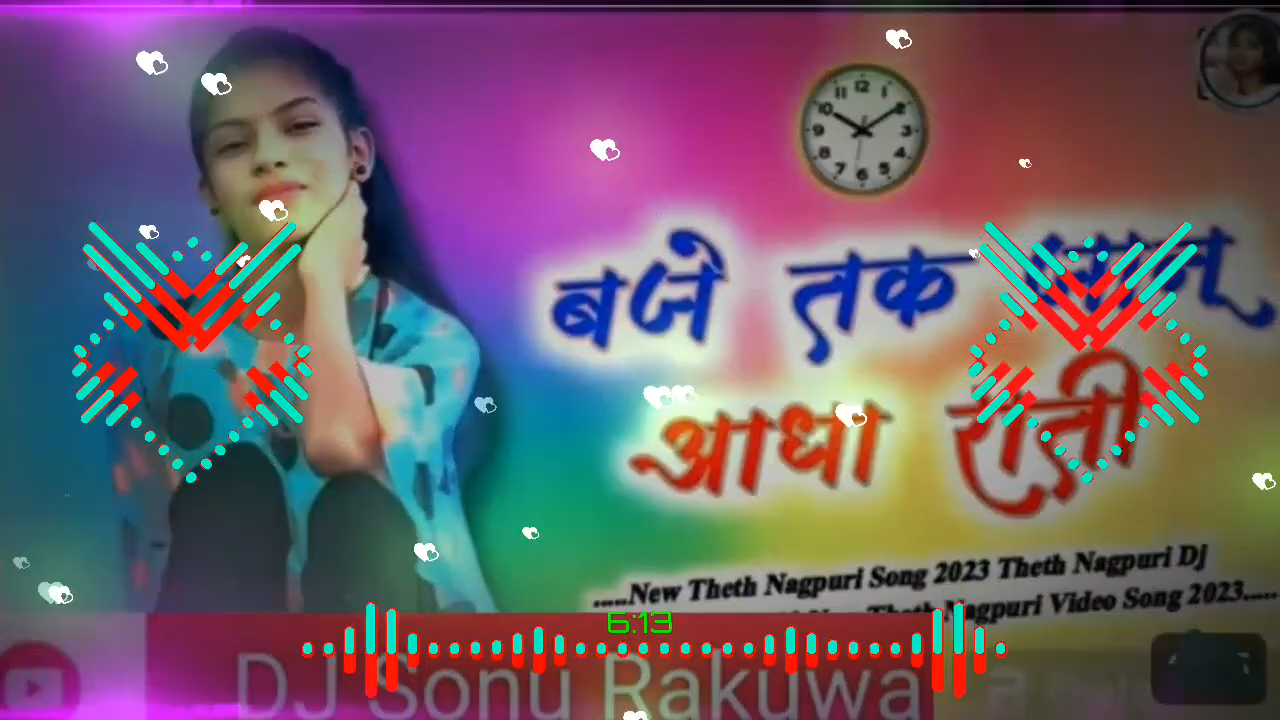 बजे तक
आधा राती
.....New Theth Nagpuri Song 2023 Theth Nagpuri Dj
Theth Nagpuri Video Song 2023.....
6:13
DJ Sonu Rakuwa